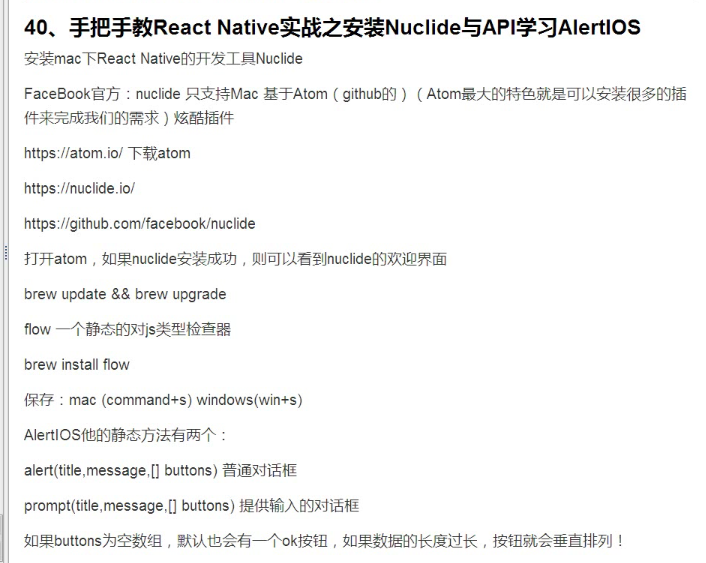 40、手把手教React Native实战之安装Nuclide与API学习AlertIOS
安装mac下React Native的开发工具Nuclide
FaceBook官方：nuclide 只支持Mac 基于Atom（github的）（Atom最大的特色就是可以安装很多的插
件来完成我们的需求）炫酷插件
https://atom.io/ 下载atom
https://nuclide.io/
https://github.com/facebook/nuclide
打开atom，如果nuclide安装成功，则可以看到nuclide的欢迎界面
brew update && brew upgrade
flow 一个静态的对js类型检查器
brew install flow
保存：mac (command+s) windows(win+s)
AlertIOS他的静态方法有两个：
alert(title,message,[] buttons) 普通对话框
prompt(title,message,[] buttons) 提供输入的对话框
如果buttons为空数组，默认也会有一个ok按钮，如果数据的长度过长，按钮就会垂直排列！